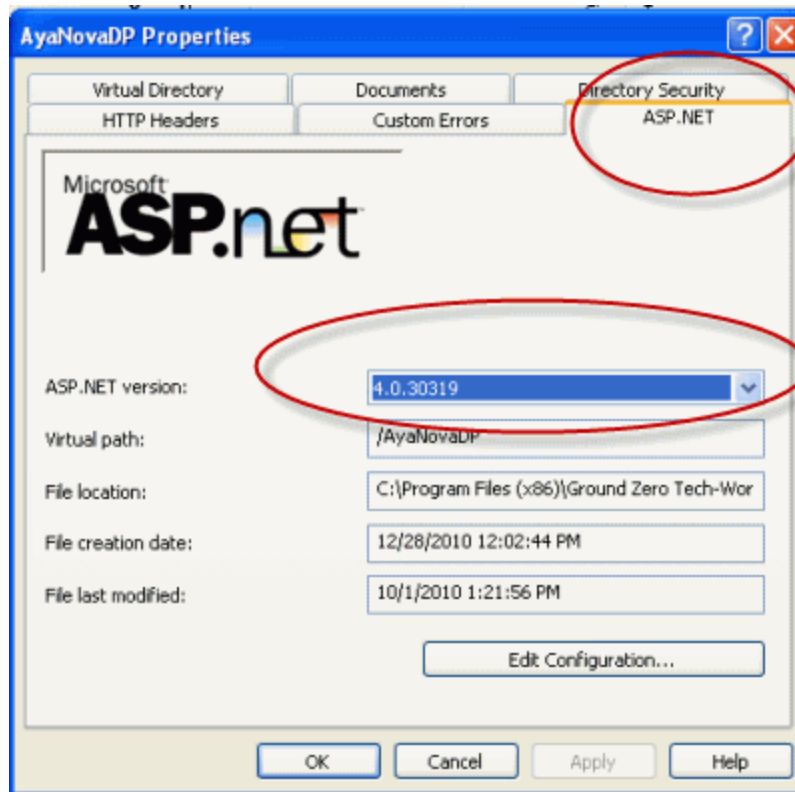 AyaNovaDP Properties
Virtual Directory Documents Directory Security
HTTP Headers Custom Errors ASP.NET
Microsoft
ASP.net
ASP.NET version: 4.0.30319
Virtual path: /AyaNovaDP
File location: C:\Program Files (x86)\Ground Zero Tech-Wor
File creation date: 12/28/2010 12:02:44 PM
File last modified: 10/1/2010 1:21:56 PM
Edit Configuration...
OK Cancel Apply Help